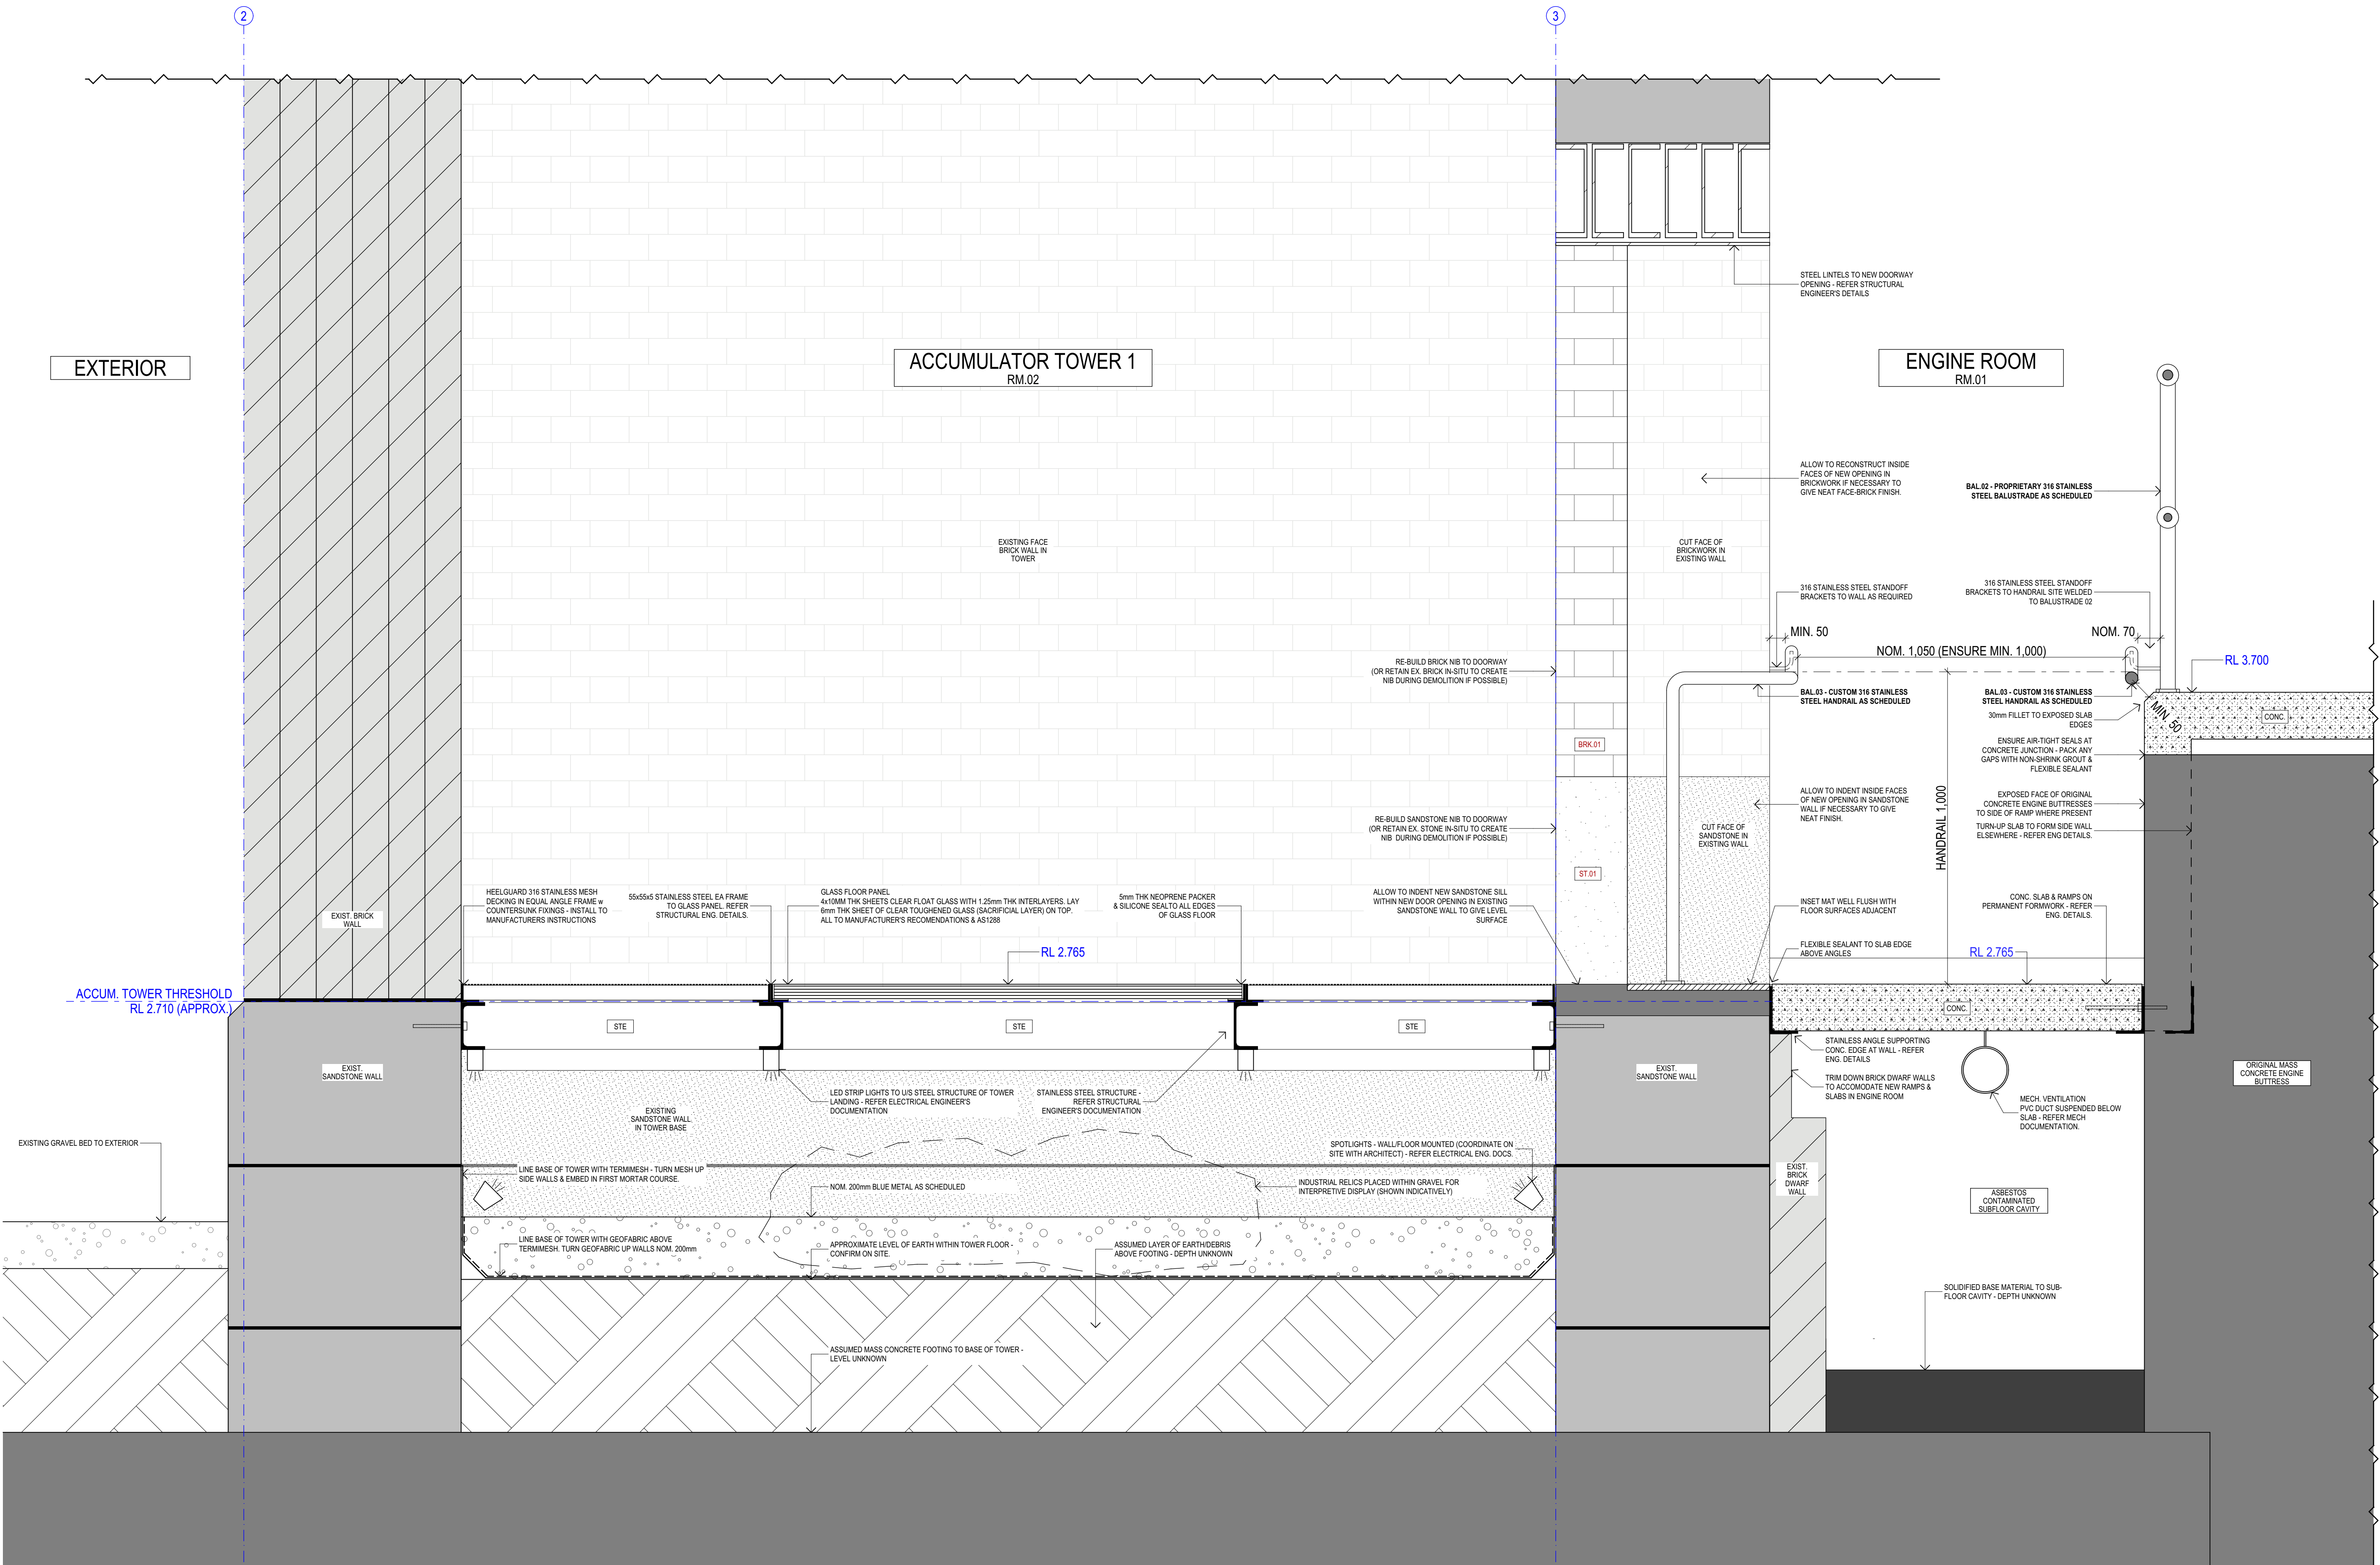 2
3
EXTERIOR
ACCUMULATOR TOWER 1
RM.02
ENGINE ROOM
RM.01
STEEL LINTELS TO NEW DOORWAY
OPENING - REFER STRUCTURAL
ENGINEER'S DETAILS
ALLOW TO RECONSTRUCT INSIDE
FACES OF NEW OPENING IN
BRICKWORK IF NECESSARY TO
GIVE NEAT FACE-BRICK FINISH.
BAL.02 - PROPRIETARY 316 STAINLESS
STEEL BALUSTRADE AS SCHEDULED
EXISTING FACE
BRICK WALL IN
TOWER
CUT FACE OF
BRICKWORK IN
EXISTING WALL
316 STAINLESS STEEL STANDOFF
BRACKETS TO WALL AS REQUIRED
316 STAINLESS STEEL STANDOFF
BRACKETS TO HANDRAIL SITE WELDED
TO BALUSTRADE 02
MIN. 50
NOM. 70
NOM. 1,050 (ENSURE MIN. 1,000)
RL 3.700
RE-BUILD BRICK NIB TO DOORWAY
(OR RETAIN EX. BRICK IN-SITU TO CREATE
NIB DURING DEMOLITION IF POSSIBLE)
BAL.03 - CUSTOM 316 STAINLESS
STEEL HANDRAIL AS SCHEDULED
BAL.03 - CUSTOM 316 STAINLESS
STEEL HANDRAIL AS SCHEDULED
30mm FILLET TO EXPOSED SLAB
EDGES
MIN. 50
CONC.
BRK.01
ENSURE AIR-TIGHT SEALS AT
CONCRETE JUNCTION - PACK ANY
GAPS WITH NON-SHRINK GROUT &
FLEXIBLE SEALANT
ALLOW TO INDENT INSIDE FACES
OF NEW OPENING IN SANDSTONE
WALL IF NECESSARY TO GIVE
NEAT FINISH.
HANDRAIL 1,000
EXPOSED FACE OF ORIGINAL
CONCRETE ENGINE BUTTRESSES
TO SIDE OF RAMP WHERE PRESENT
TURN-UP SLAB TO FORM SIDE WALL
ELSEWHERE - REFER ENG DETAILS.
RE-BUILD SANDSTONE NIB TO DOORWAY
(OR RETAIN EX. STONE IN-SITU TO CREATE
NIB DURING DEMOLITION IF POSSIBLE)
CUT FACE OF
SANDSTONE IN
EXISTING WALL
ST.01
EXIST. BRICK
WALL
HEELGUARD 316 STAINLESS MESH
DECKING IN EQUAL ANGLE FRAME w
COUNTERSUNK FIXINGS - INSTALL TO
MANUFACTURERS INSTRUCTIONS
55x55x5 STAINLESS STEEL EA FRAME
TO GLASS PANEL. REFER
STRUCTURAL ENG. DETAILS.
GLASS FLOOR PANEL
4x10MM THK SHEETS CLEAR FLOAT GLASS WITH 1.25mm THK INTERLAYERS. LAY
6mm THK SHEET OF CLEAR TOUGHENED GLASS (SACRIFICIAL LAYER) ON TOP.
ALL TO MANUFACTURER'S RECOMENDATIONS & AS1288
5mm THK NEOPRENE PACKER
& SILICONE SEALTO ALL EDGES
OF GLASS FLOOR
ALLOW TO INDENT NEW SANDSTONE SILL
WITHIN NEW DOOR OPENING IN EXISTING
SANDSTONE WALL TO GIVE LEVEL
SURFACE
INSET MAT WELL FLUSH WITH
FLOOR SURFACES ADJACENT
CONC. SLAB & RAMPS ON
PERMANENT FORMWORK - REFER
ENG. DETAILS.
RL 2.765
FLEXIBLE SEALANT TO SLAB EDGE
ABOVE ANGLES
RL 2.765
ACCUM. TOWER THRESHOLD
RL 2.710 (APPROX.)
STE
STE
STE
CONC.
EXIST.
SANDSTONE WALL
EXIST.
SANDSTONE WALL
STAINLESS ANGLE SUPPORTING
CONC. EDGE AT WALL - REFER
ENG. DETAILS
TRIM DOWN BRICK DWARF WALLS
TO ACCOMODATE NEW RAMPS &
SLABS IN ENGINE ROOM
ORIGINAL MASS
CONCRETE ENGINE
BUTTRESS
LED STRIP LIGHTS TO U/S STEEL STRUCTURE OF TOWER
LANDING - REFER ELECTRICAL ENGINEER'S
DOCUMENTATION
STAINLESS STEEL STRUCTURE -
REFER STRUCTURAL
ENGINEER'S DOCUMENTATION
MECH. VENTILATION
PVC DUCT SUSPENDED BELOW
SLAB - REFER MECH
DOCUMENTATION.
EXISTING
SANDSTONE WALL
IN TOWER BASE
EXISTING GRAVEL BED TO EXTERIOR
SPOTLIGHTS - WALL/FLOOR MOUNTED (COORDINATE ON
SITE WITH ARCHITECT) - REFER ELECTRICAL ENG. DOCS.
LINE BASE OF TOWER WITH TERMIMESH - TURN MESH UP
SIDE WALLS & EMBED IN FIRST MORTAR COURSE.
NOM. 200mm BLUE METAL AS SCHEDULED
INDUSTRIAL RELICS PLACED WITHIN GRAVEL FOR
INTERPRETIVE DISPLAY (SHOWN INDICATIVELY)
EXIST.
BRICK
DWARF
WALL
ASBESTOS
CONTAMINATED
SUBFLOOR CAVITY
LINE BASE OF TOWER WITH GEOFABRIC ABOVE
TERMIMESH. TURN GEOFABRIC UP WALLS NOM. 200mm
APPROXIMATE LEVEL OF EARTH WITHIN TOWER FLOOR -
CONFIRM ON SITE.
ASSUMED LAYER OF EARTH/DEBRIS
ABOVE FOOTING - DEPTH UNKNOWN
SOLIDIFIED BASE MATERIAL TO SUB-
FLOOR CAVITY - DEPTH UNKNOWN
ASSUMED MASS CONCRETE FOOTING TO BASE OF TOWER -
LEVEL UNKNOWN